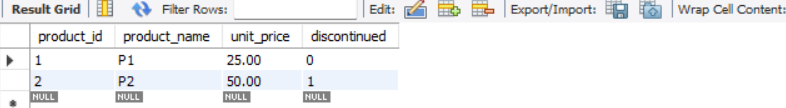 Result Grid Filter Rows: Edit: Export/Import: Wrap Cell Content:
product_id product_name unit_price discontinued
1 P1 25.00 0
2 P2 50.00 1
NULL NULL NULL NULL